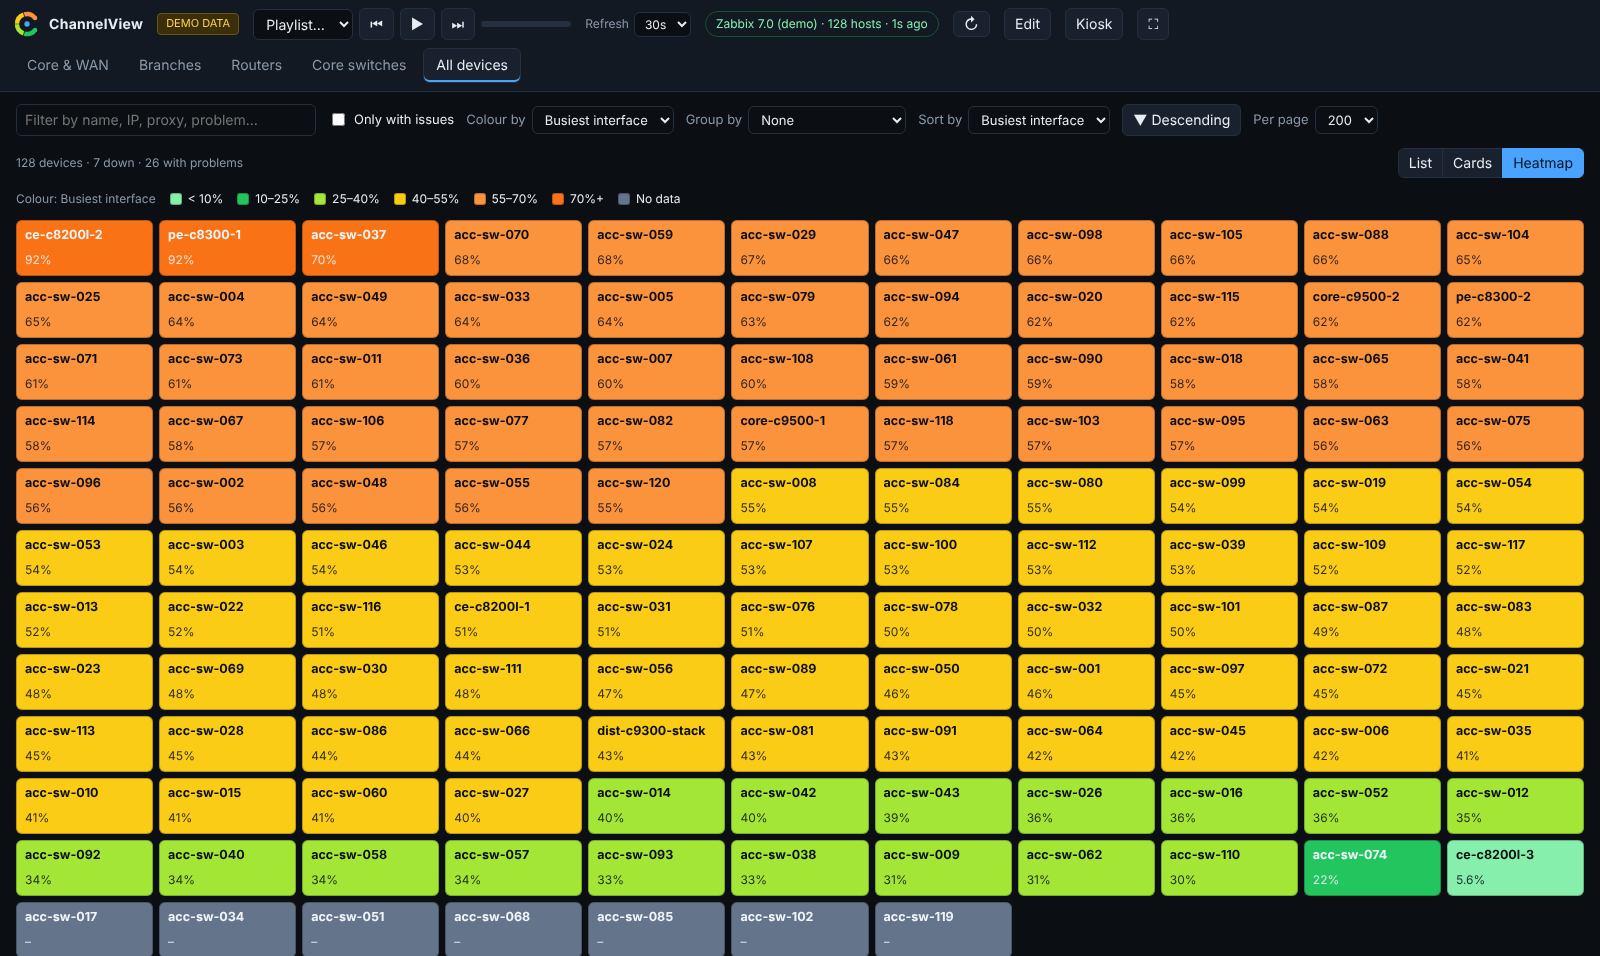 ChannelView DEMO DATA Playlist... Refresh 30s Zabbix 7.0 (demo) · 128 hosts · 1s ago Edit Kiosk
Core & WAN Branches Routers Core switches All devices
Filter by name, IP, proxy, problem... Only with issues Colour by Busiest interface Group by None Sort by Busiest interface ▼ Descending Per page 200
128 devices · 7 down · 26 with problems List Cards Heatmap
Colour: Busiest interface < 10% 10–25% 25–40% 40–55% 55–70% 70%+ No data
ce-c8200l-2 pe-c8300-1 acc-sw-037 acc-sw-070 acc-sw-059 acc-sw-029 acc-sw-047 acc-sw-098 acc-sw-105 acc-sw-088 acc-sw-104
92% 92% 70% 68% 68% 67% 66% 66% 66% 66% 65%
acc-sw-025 acc-sw-004 acc-sw-049 acc-sw-033 acc-sw-005 acc-sw-079 acc-sw-094 acc-sw-020 acc-sw-115 core-c9500-2 pe-c8300-2
65% 64% 64% 64% 64% 63% 62% 62% 62% 62% 62%
acc-sw-071 acc-sw-073 acc-sw-011 acc-sw-036 acc-sw-007 acc-sw-108 acc-sw-061 acc-sw-090 acc-sw-018 acc-sw-065 acc-sw-041
61% 61% 61% 60% 60% 60% 59% 59% 58% 58% 58%
acc-sw-114 acc-sw-067 acc-sw-106 acc-sw-077 acc-sw-082 core-c9500-1 acc-sw-118 acc-sw-103 acc-sw-095 acc-sw-063 acc-sw-075
58% 58% 57% 57% 57% 57% 57% 57% 57% 56% 56%
acc-sw-096 acc-sw-002 acc-sw-048 acc-sw-055 acc-sw-120 acc-sw-008 acc-sw-084 acc-sw-080 acc-sw-099 acc-sw-019 acc-sw-054
56% 56% 56% 56% 55% 55% 55% 55% 54% 54% 54%
acc-sw-053 acc-sw-003 acc-sw-046 acc-sw-044 acc-sw-024 acc-sw-107 acc-sw-100 acc-sw-112 acc-sw-039 acc-sw-109 acc-sw-117
54% 54% 54% 53% 53% 53% 53% 53% 53% 52% 52%
acc-sw-013 acc-sw-022 acc-sw-116 ce-c8200l-1 acc-sw-031 acc-sw-076 acc-sw-078 acc-sw-032 acc-sw-101 acc-sw-087 acc-sw-083
52% 52% 51% 51% 51% 51% 50% 50% 50% 49% 48%
acc-sw-023 acc-sw-069 acc-sw-030 acc-sw-111 acc-sw-056 acc-sw-089 acc-sw-050 acc-sw-001 acc-sw-097 acc-sw-072 acc-sw-021
48% 48% 48% 48% 47% 47% 46% 46% 45% 45% 45%
acc-sw-113 acc-sw-028 acc-sw-086 acc-sw-066 dist-c9300-stack acc-sw-081 acc-sw-091 acc-sw-064 acc-sw-045 acc-sw-006 acc-sw-035
45% 45% 44% 44% 43% 43% 43% 42% 42% 42% 41%
acc-sw-010 acc-sw-015 acc-sw-060 acc-sw-027 acc-sw-014 acc-sw-042 acc-sw-043 acc-sw-026 acc-sw-016 acc-sw-052 acc-sw-012
41% 41% 41% 40% 40% 40% 39% 36% 36% 36% 35%
acc-sw-092 acc-sw-040 acc-sw-058 acc-sw-057 acc-sw-093 acc-sw-038 acc-sw-009 acc-sw-062 acc-sw-110 acc-sw-074 ce-c8200l-3
34% 34% 34% 34% 33% 33% 31% 31% 30% 22% 5.6%
acc-sw-017 acc-sw-034 acc-sw-051 acc-sw-068 acc-sw-085 acc-sw-102 acc-sw-119
– – – – – – –